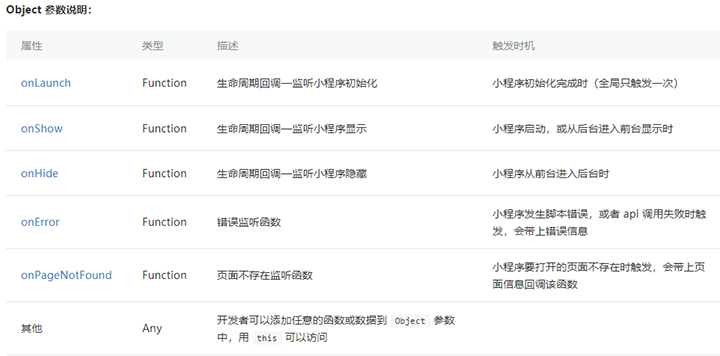 Object 参数说明：
属性 类型 描述 触发时机
onLaunch Function 生命周期回调—监听小程序初始化 小程序初始化完成时（全局只触发一次）
onShow Function 生命周期回调—监听小程序显示 小程序启动，或从后台进入前台显示时
onHide Function 生命周期回调—监听小程序隐藏 小程序从前台进入后台时
onError Function 错误监听函数 小程序发生脚本错误，或者 api 调用失败时触
发，会带上错误信息
onPageNotFound Function 页面不存在监听函数 小程序要打开的页面不存在时触发，会带上页
面信息回调该函数
其他 Any 开发者可以添加任意的函数或数据到 Object 参数
中，用 this 可以访问